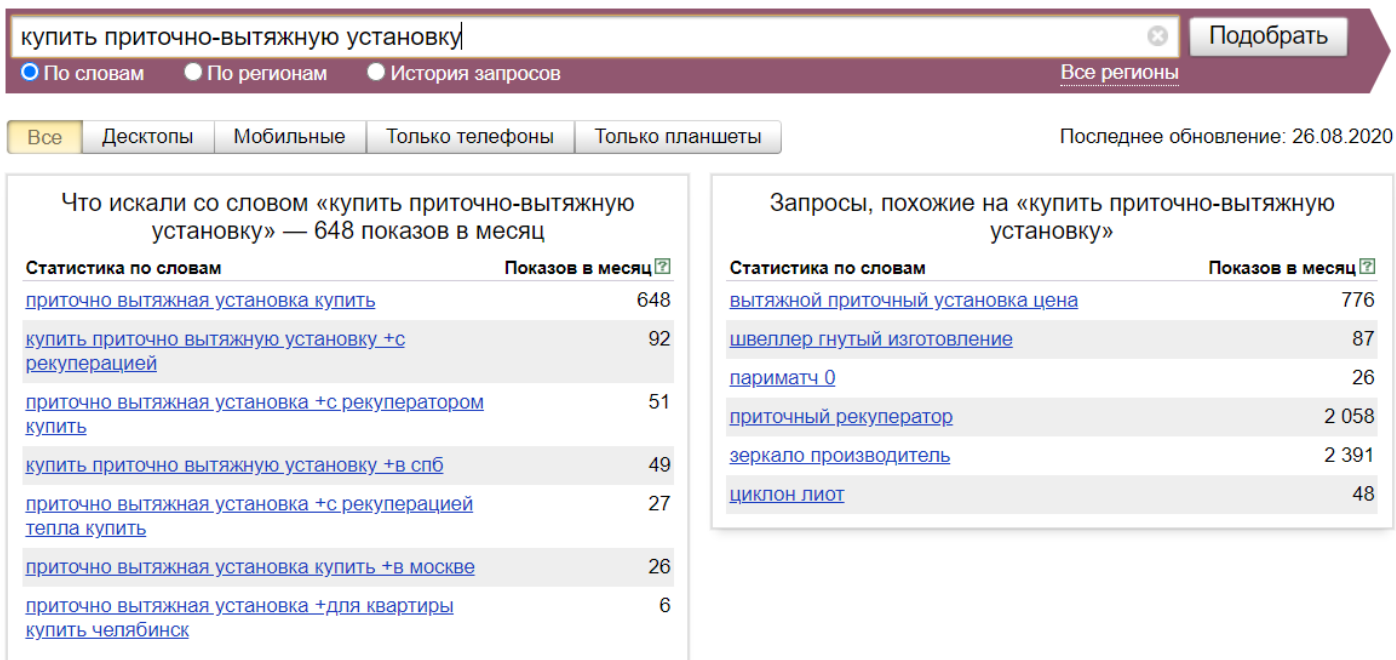 купить приточно-вытяжную установку
Подобрать
По словам По регионам История запросов Все регионы
Все Десктопы Мобильные Только телефоны Только планшеты Последнее обновление: 26.08.2020
Что искали со словом «купить приточно-вытяжную
установку» — 648 показов в месяц
Статистика по словам Показов в месяц ?
приточно вытяжная установка купить 648
купить приточно вытяжную установку +с 92
рекуперацией
приточно вытяжная установка +с рекуператором 51
купить
купить приточно вытяжную установку +в спб 49
приточно вытяжная установка +с рекуперацией 27
тепла купить
приточно вытяжная установка купить +в москве 26
приточно вытяжная установка +для квартиры 6
купить челябинск
Запросы, похожие на «купить приточно-вытяжную
установку»
Статистика по словам Показов в месяц ?
вытяжной приточный установка цена 776
швеллер гнутый изготовление 87
париматч 0 26
приточный рекуператор 2 058
зеркало производитель 2 391
циклон лиот 48